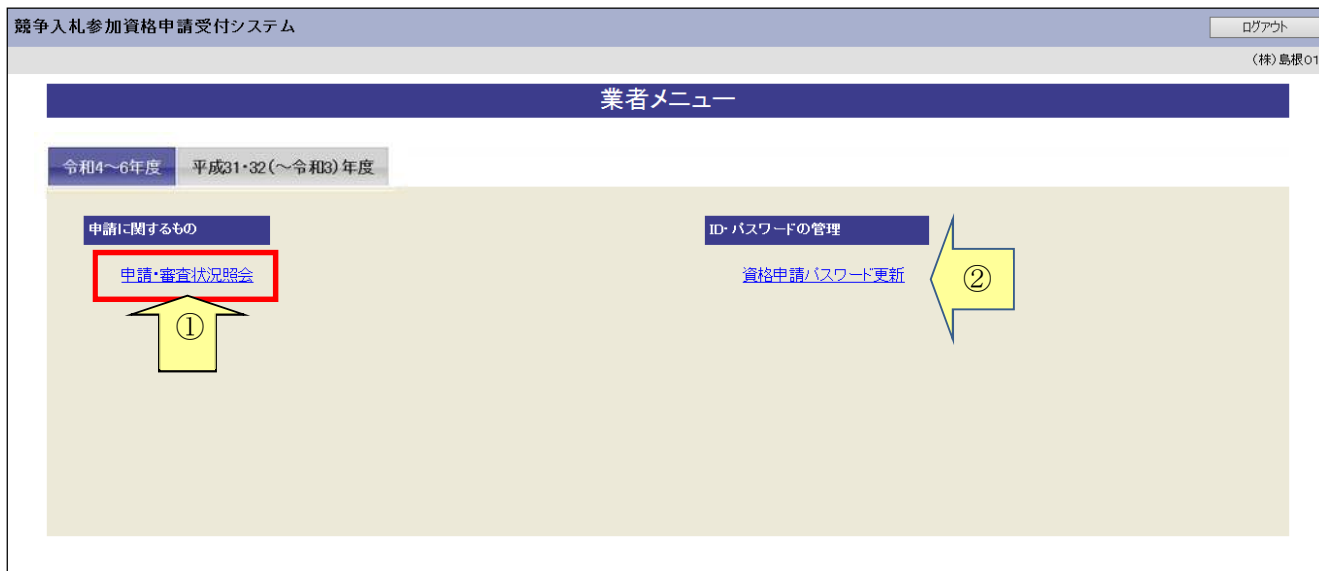 競争入札参加資格申請受付システム
ログアウト
(株)島根01
業者メニュー
令和4～6年度
平成31・32(～令和3)年度
申請に関するもの
ID・パスワードの管理
申請・審査状況照会
資格申請パスワード更新
②
①